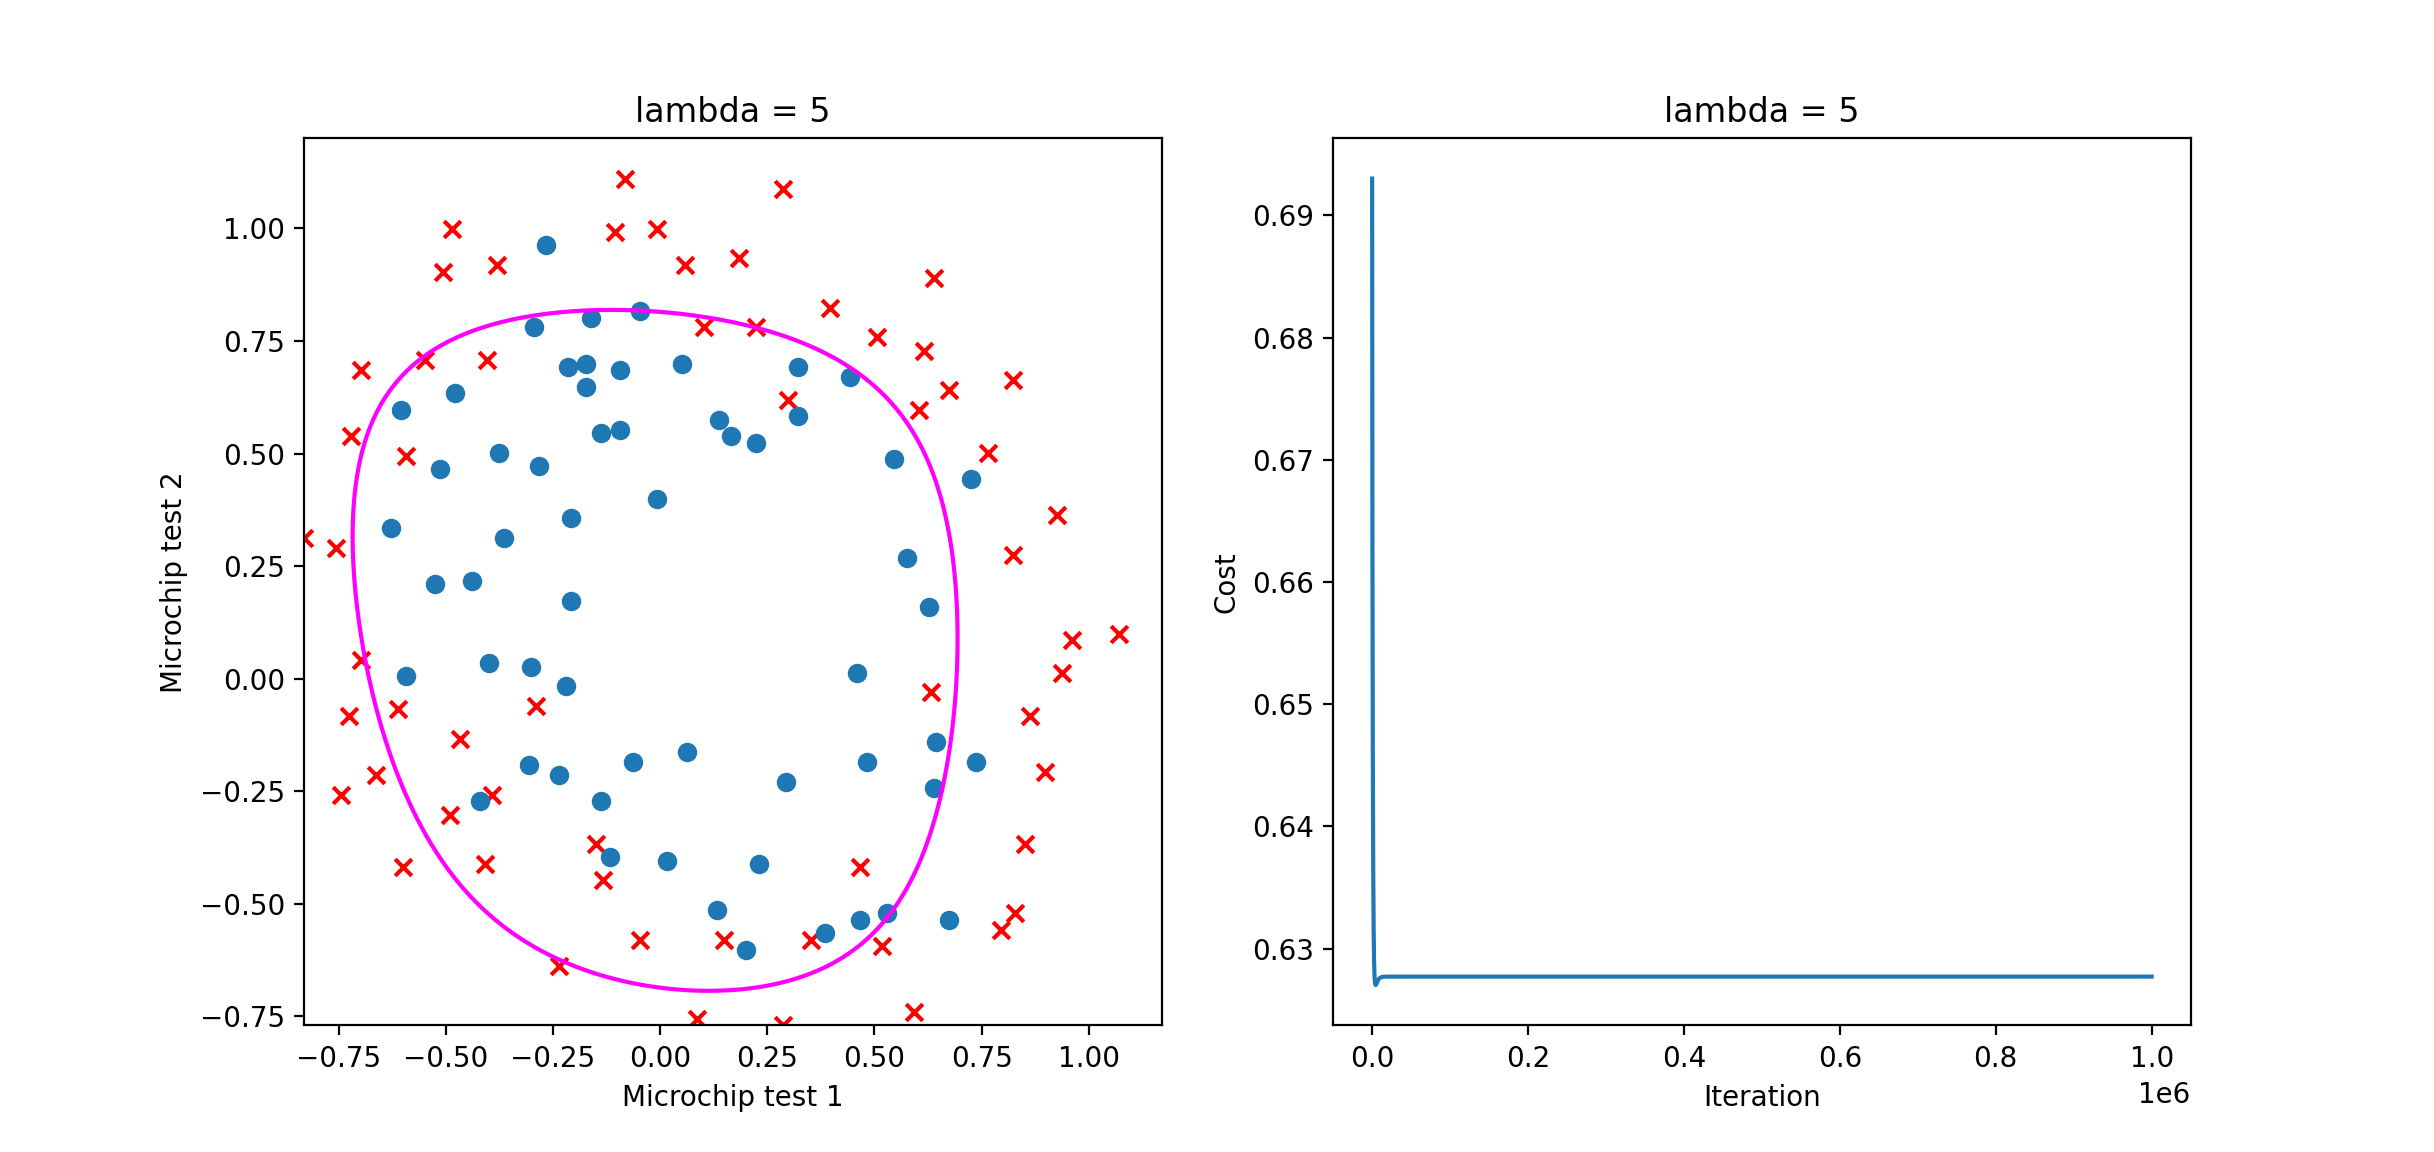 lambda = 5
1.00
0.75
0.50
0.25
0.00
−0.25
−0.50
−0.75
Microchip test 2
−0.75 −0.50 −0.25 0.00 0.25 0.50 0.75 1.00
Microchip test 1
lambda = 5
0.69
0.68
0.67
0.66
0.65
0.64
0.63
Cost
0.0 0.2 0.4 0.6 0.8 1.0
1e6
Iteration